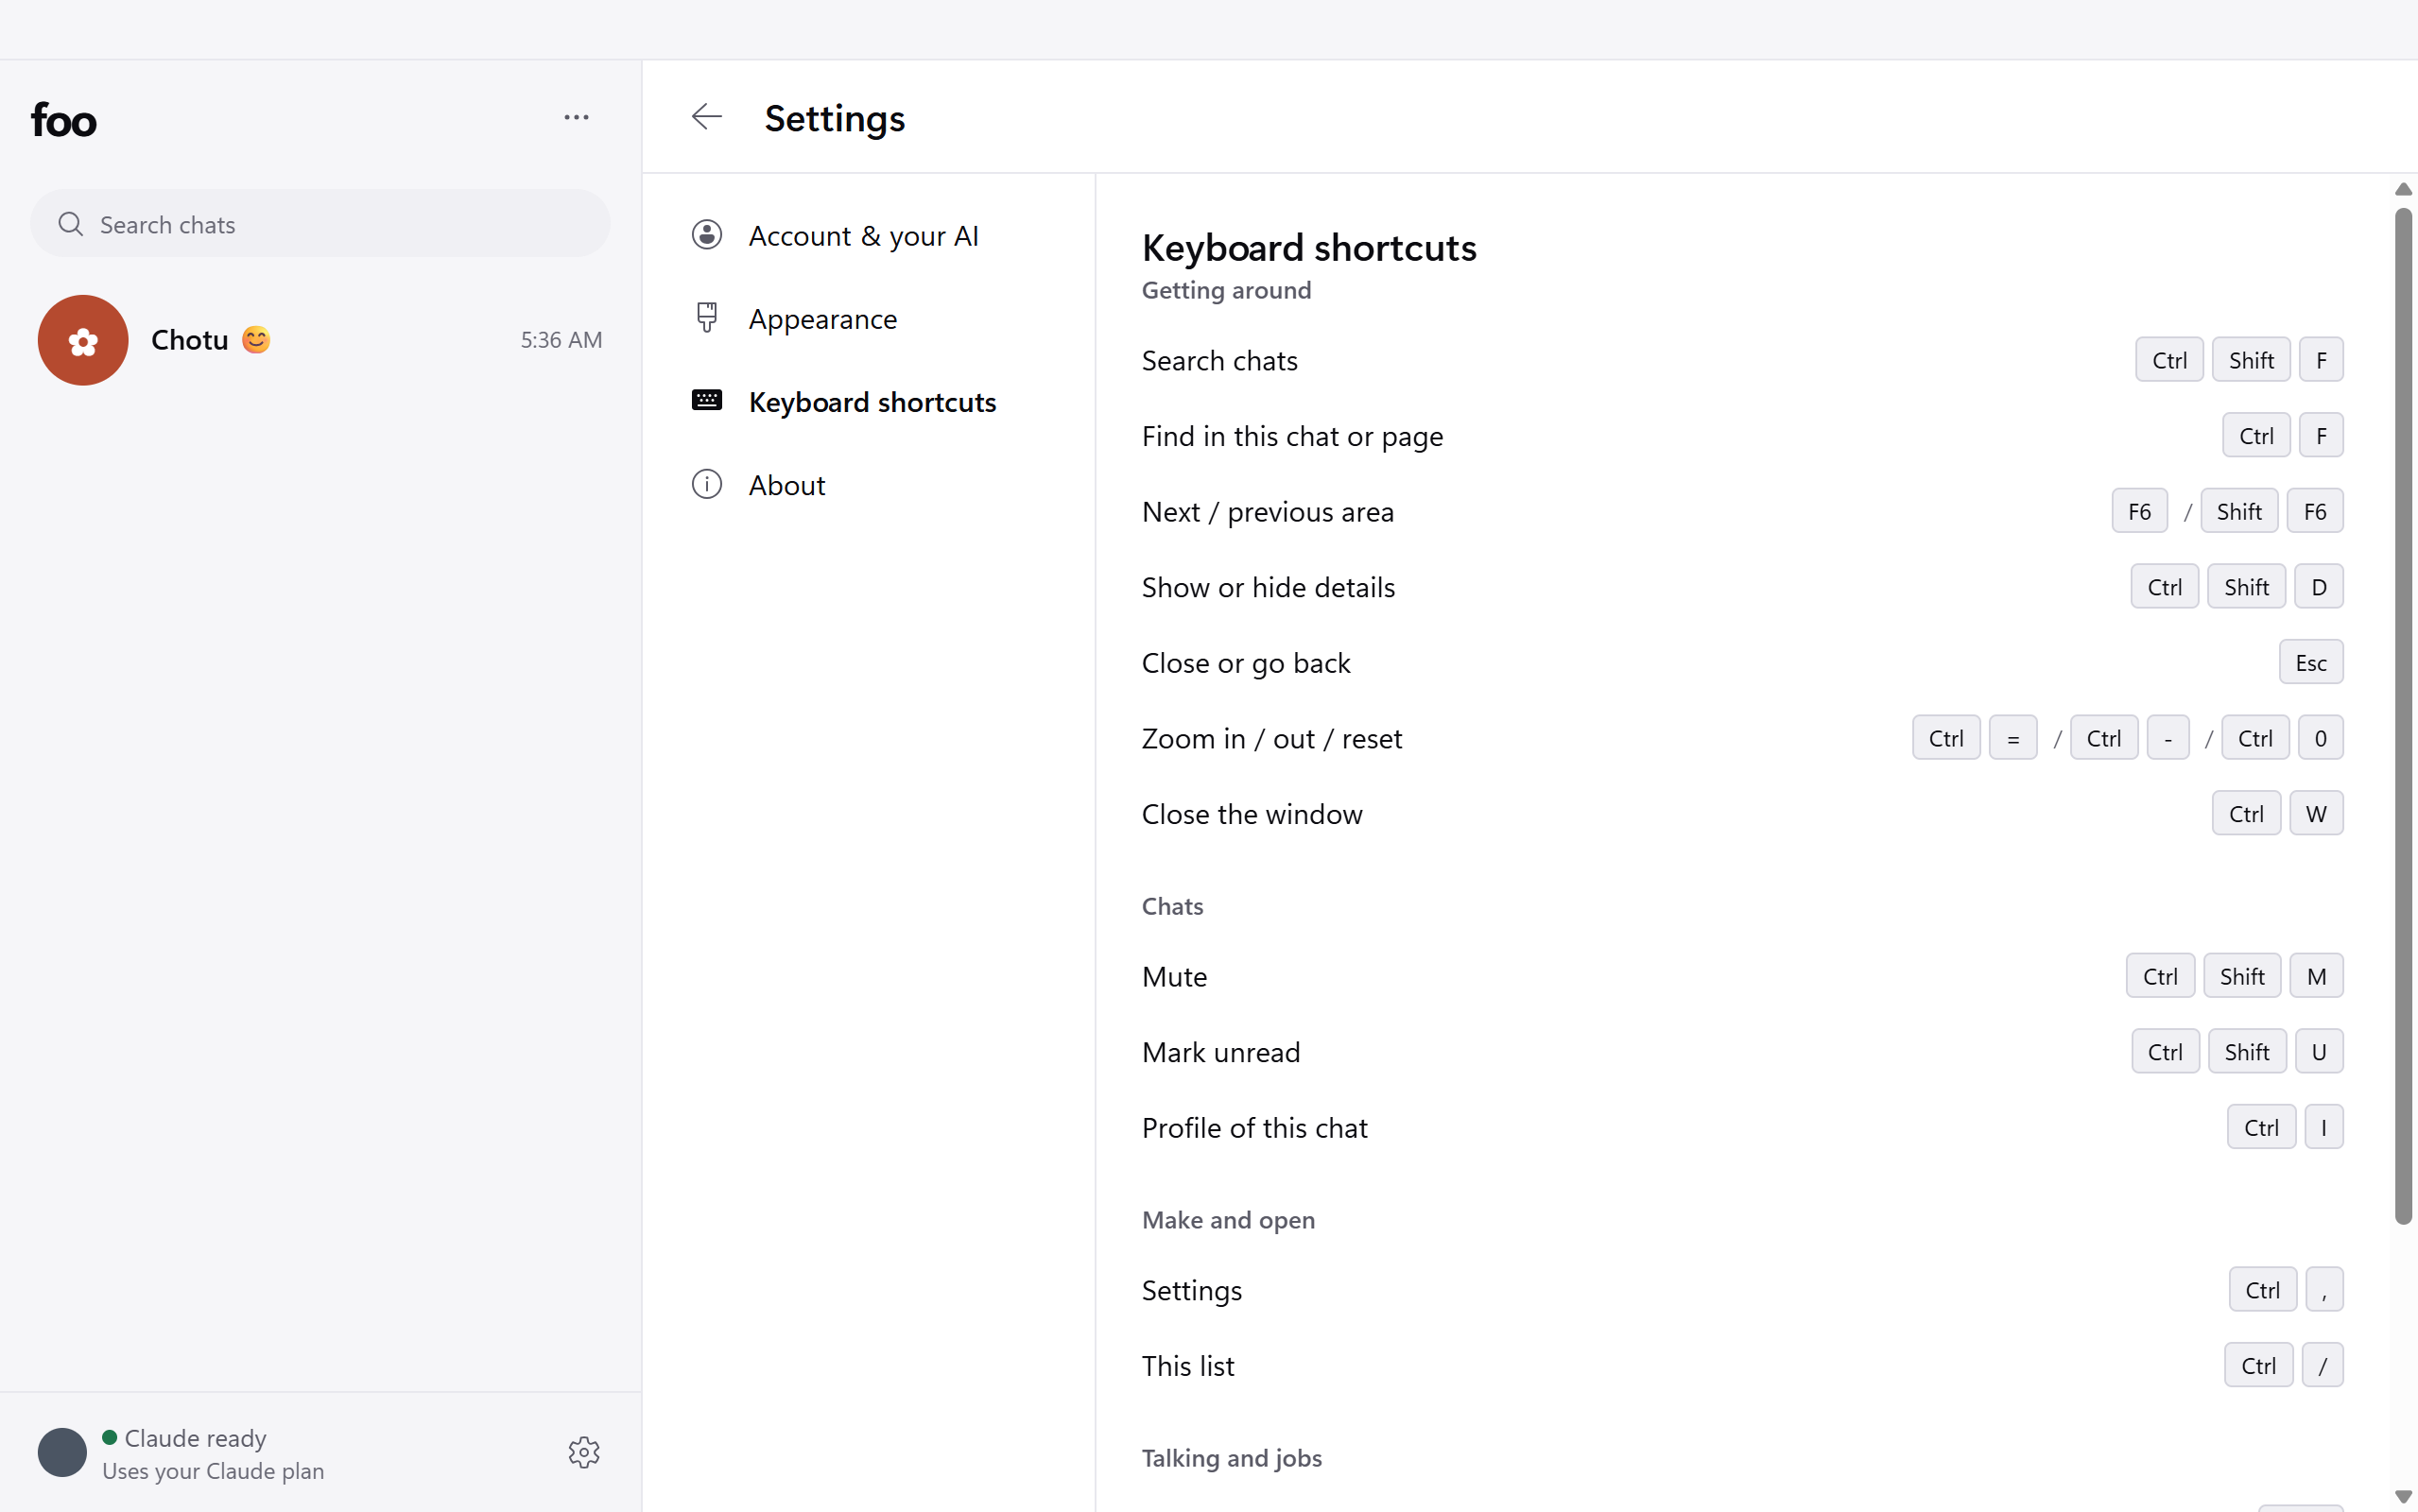 foo
Search chats
Chotu 😊
5:36 AM
Claude ready
Uses your Claude plan
Settings
Account & your AI
Appearance
Keyboard shortcuts
About
Keyboard shortcuts
Getting around
Search chats Ctrl Shift F
Find in this chat or page Ctrl F
Next / previous area F6 / Shift F6
Show or hide details Ctrl Shift D
Close or go back Esc
Zoom in / out / reset Ctrl = / Ctrl - / Ctrl 0
Close the window Ctrl W
Chats
Mute Ctrl Shift M
Mark unread Ctrl Shift U
Profile of this chat Ctrl I
Make and open
Settings Ctrl ,
This list Ctrl /
Talking and jobs